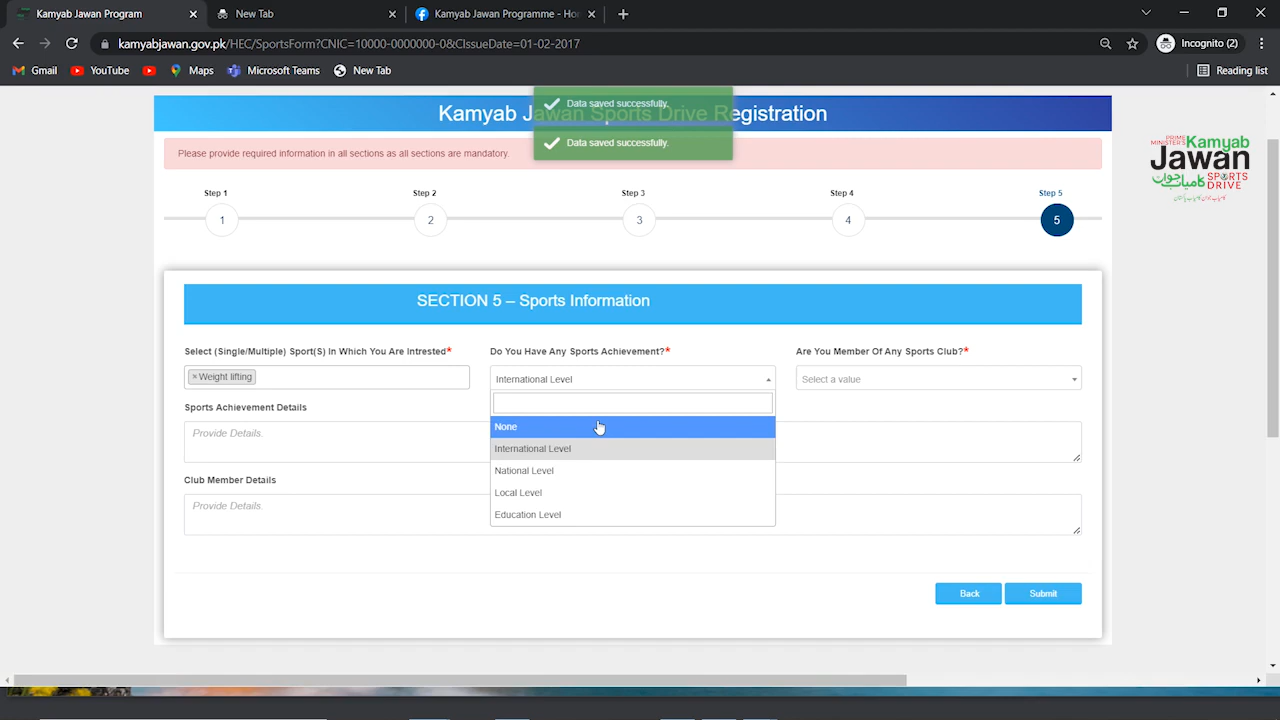 Kamyab Jawan Program
New Tab
Kamyab Jawan Programme - Hor
kamyabjawan.gov.pk/HEC/SportsForm?CNIC=10000-0000000-0&CIssueDate=01-02-2017
Incognito (2)
Gmail
YouTube
Maps
Microsoft Teams
New Tab
Reading list
Data saved successfully.
Kamyab Jawan Sports Drive Registration
Data saved successfully.
Please provide required information in all sections as all sections are mandatory.
PRIME MINISTER'S Kamyab
Jawan
کامیاب جوان SPORTS DRIVE
Step 1
Step 2
Step 3
Step 4
Step 5
1
2
3
4
5
SECTION 5 – Sports Information
Select (Single/Multiple) Sport(S) In Which You Are Intrested*
Do You Have Any Sports Achievement?*
Are You Member Of Any Sports Club?*
× Weight lifting
International Level
Select a value
Sports Achievement Details
Provide Details.
None
International Level
National Level
Local Level
Education Level
Club Member Details
Provide Details.
Back
Submit